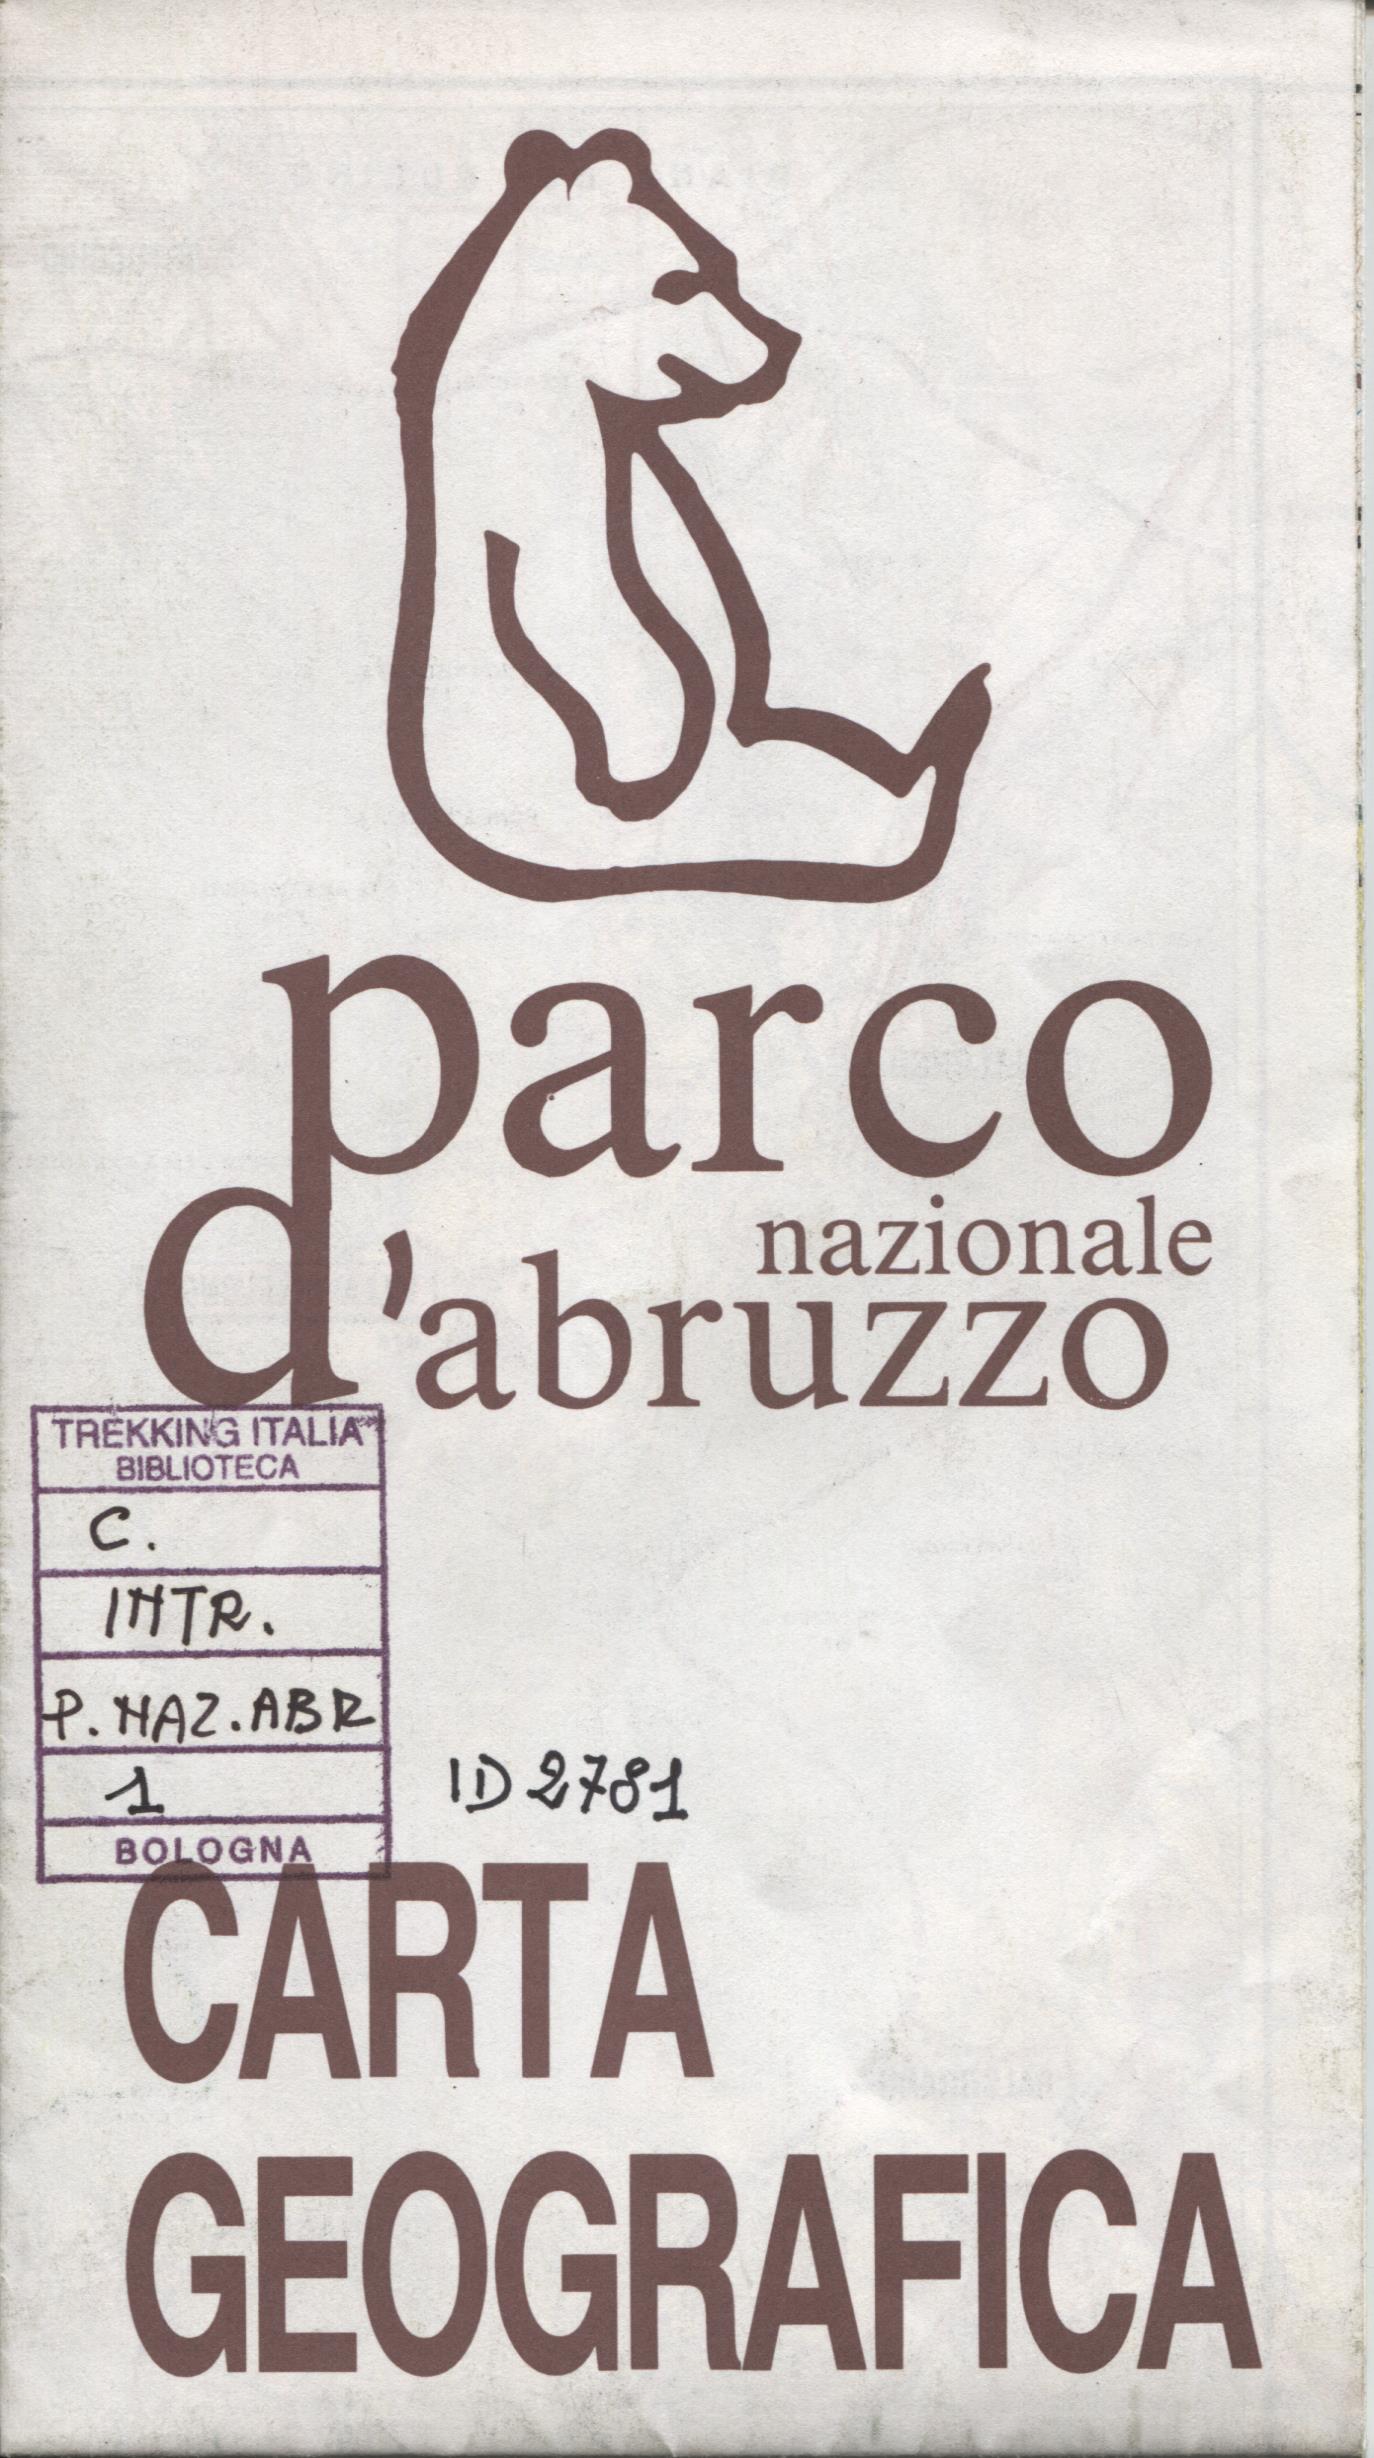 parco
nazionale
d'abruzzo
TREKKING ITALIA
BIBLIOTECA
C.
INTR.
P. NAZ. ABR
1
BOLOGNA
ID 2781
CARTA
GEOGRAFICA